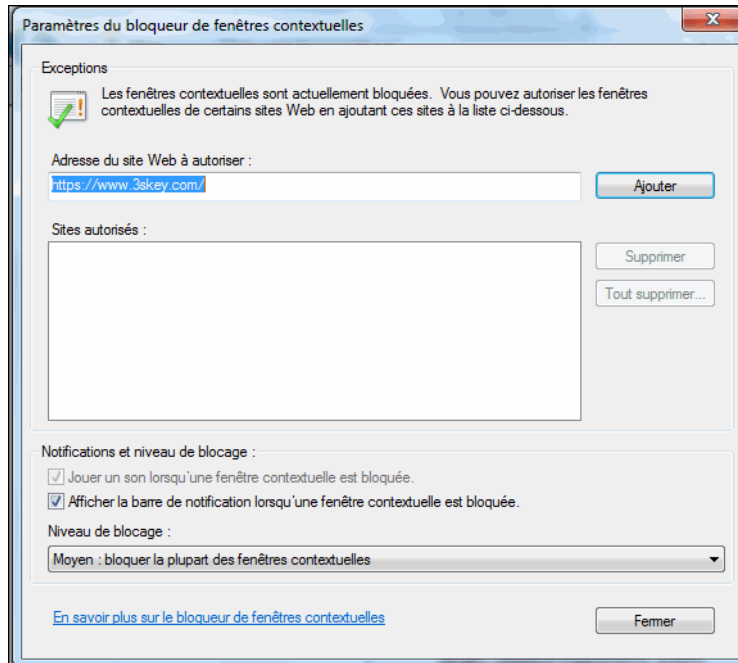 Paramètres du bloqueur de fenêtres contextuelles
Exceptions
Les fenêtres contextuelles sont actuellement bloquées. Vous pouvez autoriser les fenêtres
contextuelles de certains sites Web en ajoutant ces sites à la liste ci-dessous.
Adresse du site Web à autoriser :
https://www.3skey.com/
Ajouter
Sites autorisés :
Supprimer
Tout supprimer...
Notifications et niveau de blocage :
Jouer un son lorsqu'une fenêtre contextuelle est bloquée.
Afficher la barre de notification lorsqu'une fenêtre contextuelle est bloquée.
Niveau de blocage :
Moyen : bloquer la plupart des fenêtres contextuelles
En savoir plus sur le bloqueur de fenêtres contextuelles
Fermer